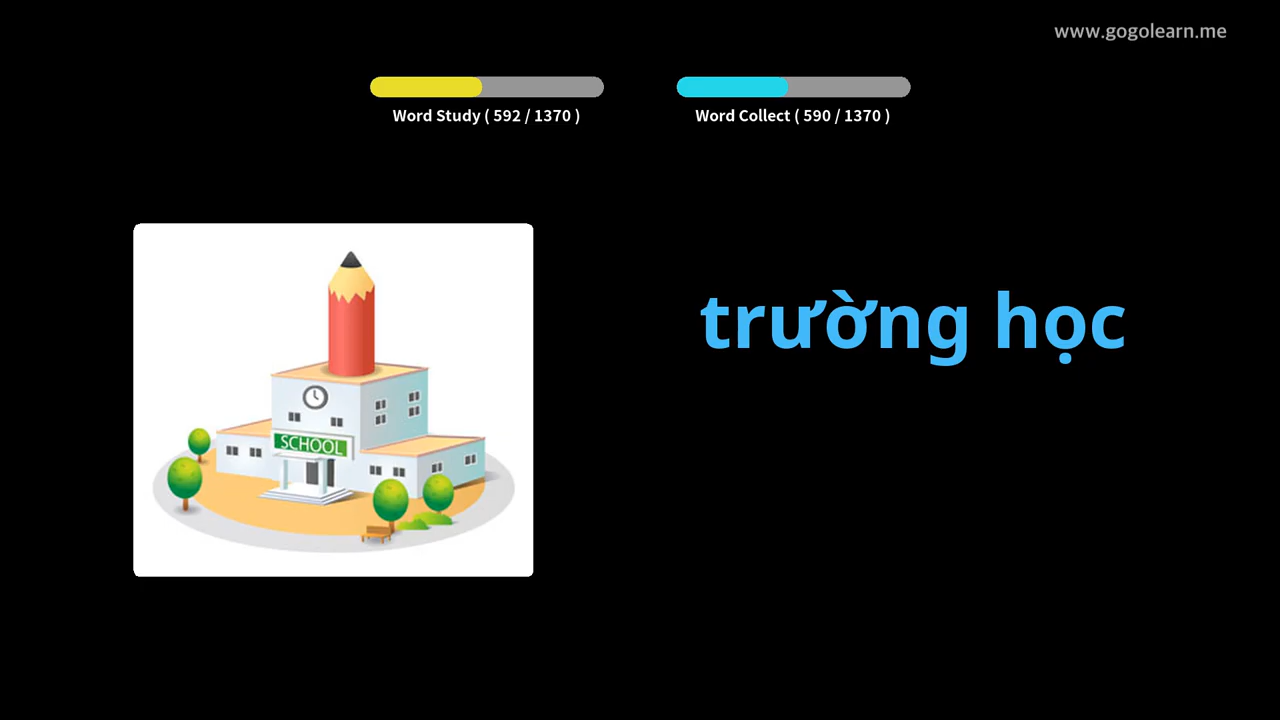 www.gogolearn.me
Word Study ( 592 / 1370 )
Word Collect ( 590 / 1370 )
trường học
SCHOOL